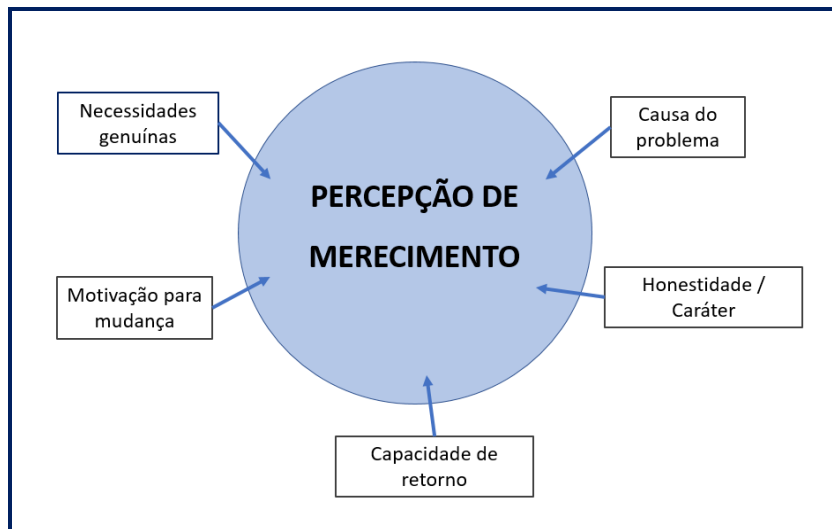 Necessidades
genuínas
Causa do
problema
PERCEPÇÃO DE
MERECIMENTO
Motivação para
mudança
Honestidade /
Caráter
Capacidade de
retorno